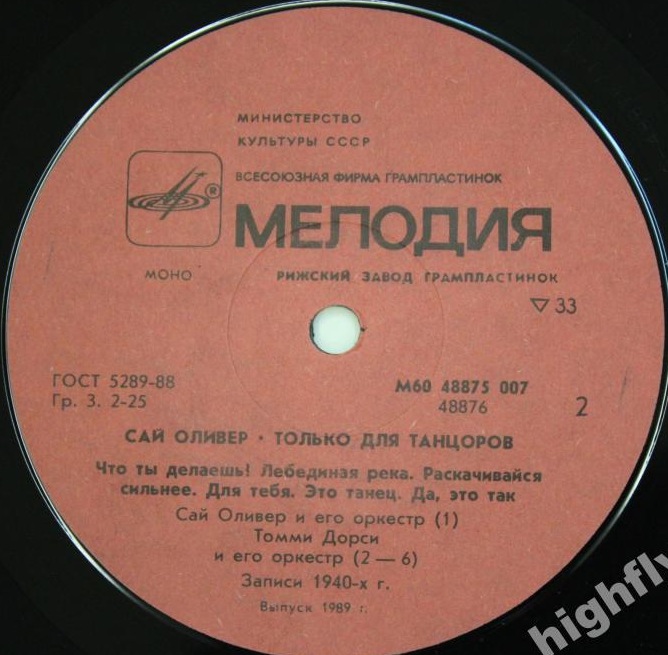 МИНИСТЕРСТВО
КУЛЬТУРЫ СССР
ВСЕСОЮЗНАЯ ФИРМА ГРАМПЛАСТИНОК
®
МЕЛОДИЯ
МОНО
РИЖСКИЙ ЗАВОД ГРАМПЛАСТИНОК
▽ 33
ГОСТ 5289-88
Гр. 3. 2-25
М60 48875 007
48876
2
САЙ ОЛИВЕР · ТОЛЬКО ДЛЯ ТАНЦОРОВ
Что ты делаешь! Лебединая река. Раскачивайся
сильнее. Для тебя. Это танец. Да, это так
Сай Оливер и его оркестр (1)
Томми Дорси
и его оркестр (2 — 6)
Записи 1940-х г.
Выпуск 1989 г.
highfly